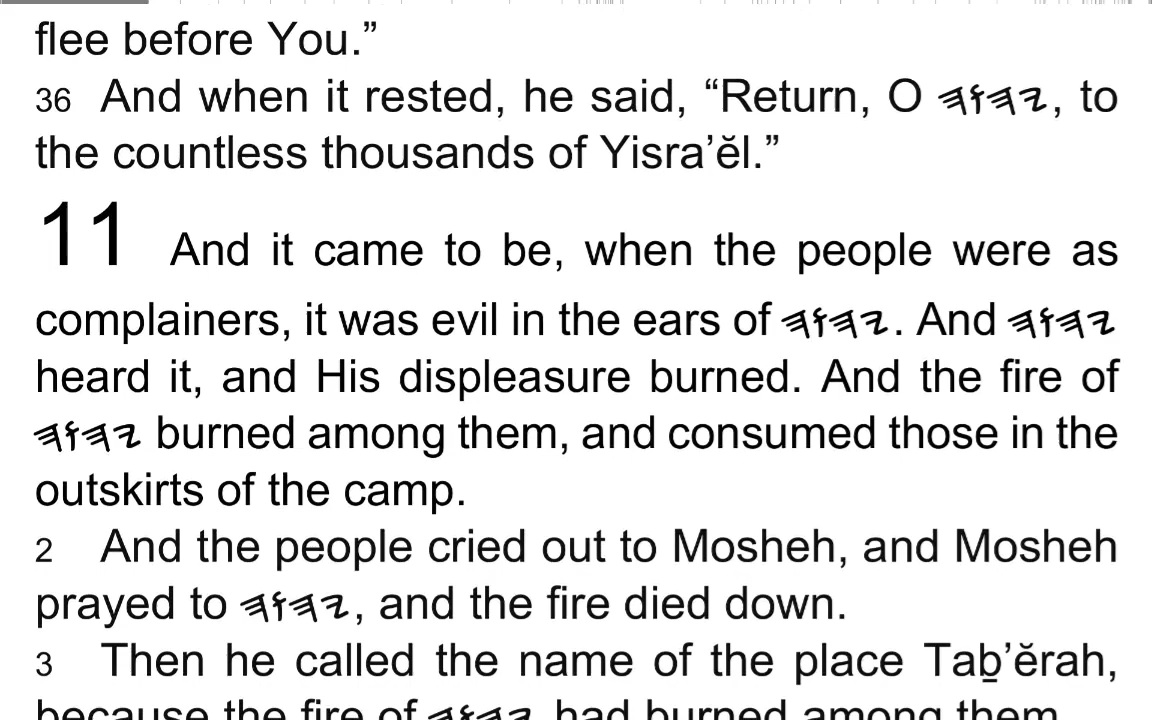 flee before You.”
36 And when it rested, he said, “Return, O 𐤉𐤄𐤅𐤄, to
the countless thousands of Yisra’ĕl.”
11 And it came to be, when the people were as
complainers, it was evil in the ears of 𐤉𐤄𐤅𐤄. And 𐤉𐤄𐤅𐤄
heard it, and His displeasure burned. And the fire of
𐤉𐤄𐤅𐤄 burned among them, and consumed those in the
outskirts of the camp.
2 And the people cried out to Mosheh, and Mosheh
prayed to 𐤉𐤄𐤅𐤄, and the fire died down.
3 Then he called the name of the place Taḇ’ĕrah,
because the fire of 𐤉𐤄𐤅𐤄 had burned among them